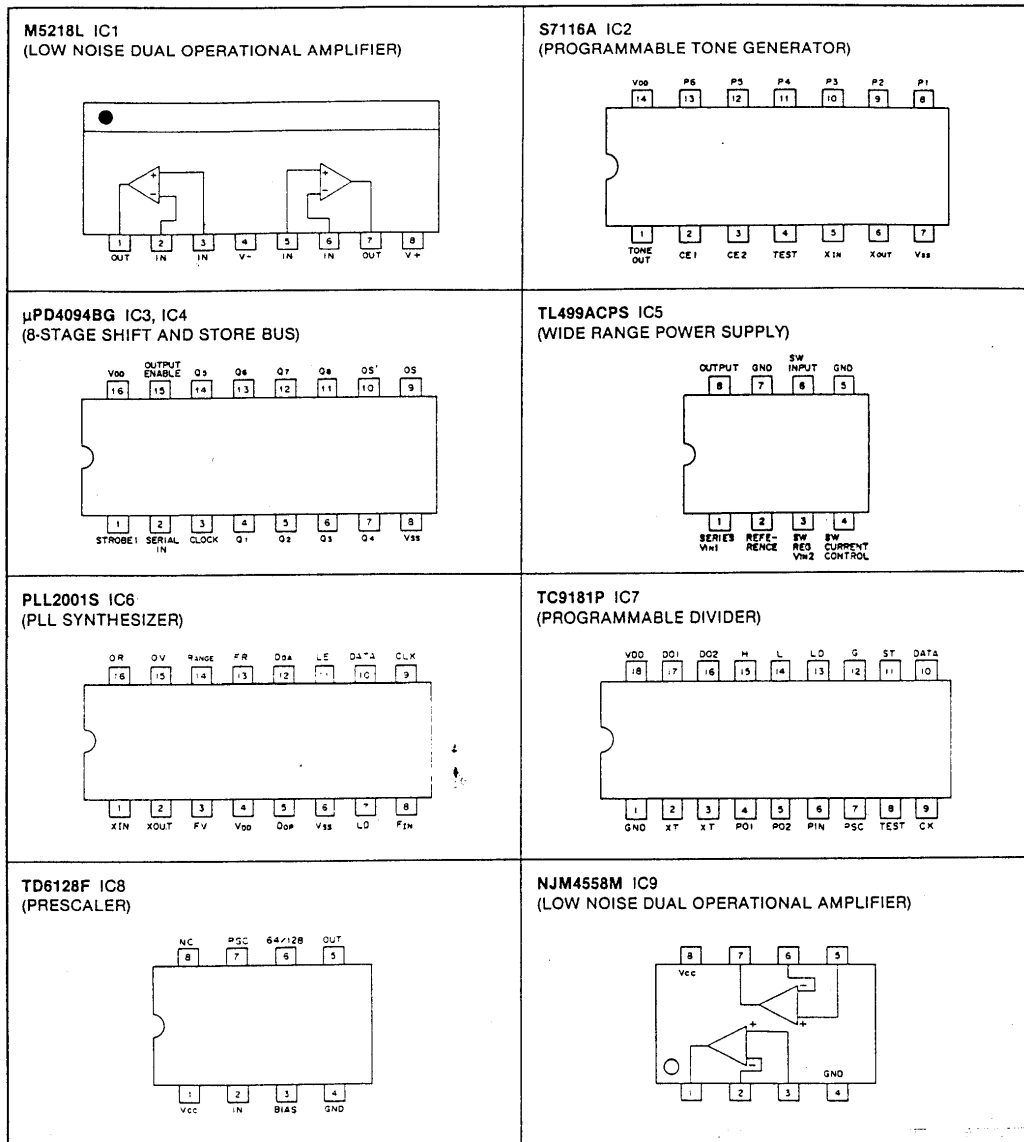 M5218L IC1
(LOW NOISE DUAL OPERATIONAL AMPLIFIER)
+ - + -
1 2 3 4 5 6 7 8
OUT IN IN V- IN IN OUT V+
S7116A IC2
(PROGRAMMABLE TONE GENERATOR)
VDD P6 P5 P4 P3 P2 P1
14 13 12 11 10 9 8
1 2 3 4 5 6 7
TONE OUT CE1 CE2 TEST XIN XOUT VSS
µPD4094BG IC3, IC4
(8-STAGE SHIFT AND STORE BUS)
VDD OUTPUT ENABLE Q5 Q6 Q7 Q8 OS' OS
16 15 14 13 12 11 10 9
1 2 3 4 5 6 7 8
STROBE1 SERIAL IN CLOCK Q1 Q2 Q3 Q4 VSS
TL499ACPS IC5
(WIDE RANGE POWER SUPPLY)
OUTPUT GND SW INPUT GND
8 7 6 5
1 2 3 4
SERIES VIN1 REFE-RENCE SW REG VIN2 SW CURRENT CONTROL
PLL2001S IC6
(PLL SYNTHESIZER)
OR OV RANGE FR DOA LE DATA CLK
16 15 14 13 12 11 10 9
1 2 3 4 5 6 7 8
XIN XOUT FV VDD DOP VSS LD FIN
TC9181P IC7
(PROGRAMMABLE DIVIDER)
VDD DO1 DO2 H L LD G ST DATA
18 17 16 15 14 13 12 11 10
1 2 3 4 5 6 7 8 9
GND XT XT PO1 PO2 PIN PSC TEST CK
TD6128F IC8
(PRESCALER)
NC PSC 64/128 OUT
8 7 6 5
1 2 3 4
VCC IN BIAS GND
NJM4558M IC9
(LOW NOISE DUAL OPERATIONAL AMPLIFIER)
8 7 6 5
VCC
- +
+ -
GND
1 2 3 4